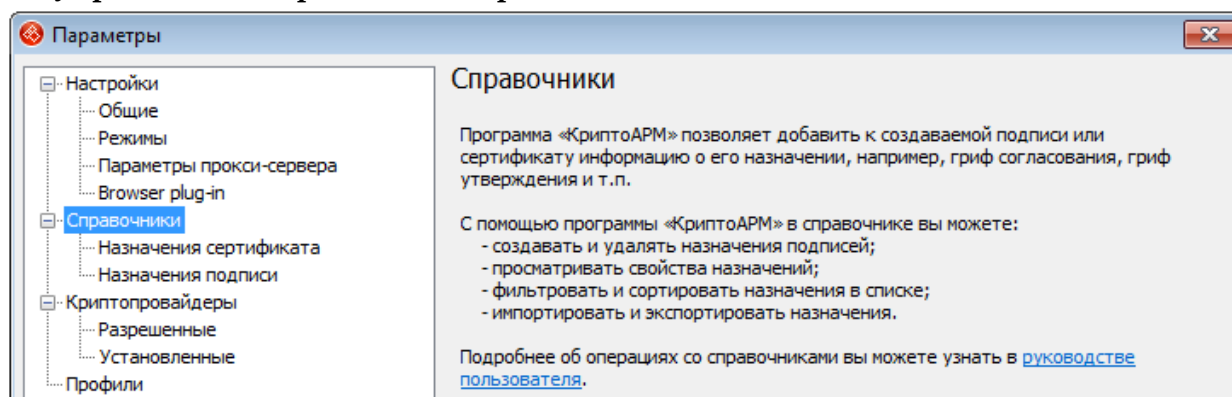 Параметры
Настройки
Общие
Режимы
Параметры прокси-сервера
Browser plug-in
Справочники
Назначения сертификата
Назначения подписи
Криптопровайдеры
Разрешенные
Установленные
Профили
Справочники
Программа «КриптоАРМ» позволяет добавить к создаваемой подписи или
сертификату информацию о его назначении, например, гриф согласования, гриф
утверждения и т.п.
С помощью программы «КриптоАРМ» в справочнике вы можете:
- создавать и удалять назначения подписей;
- просматривать свойства назначений;
- фильтровать и сортировать назначения в списке;
- импортировать и экспортировать назначения.
Подробнее об операциях со справочниками вы можете узнать в руководстве
пользователя.